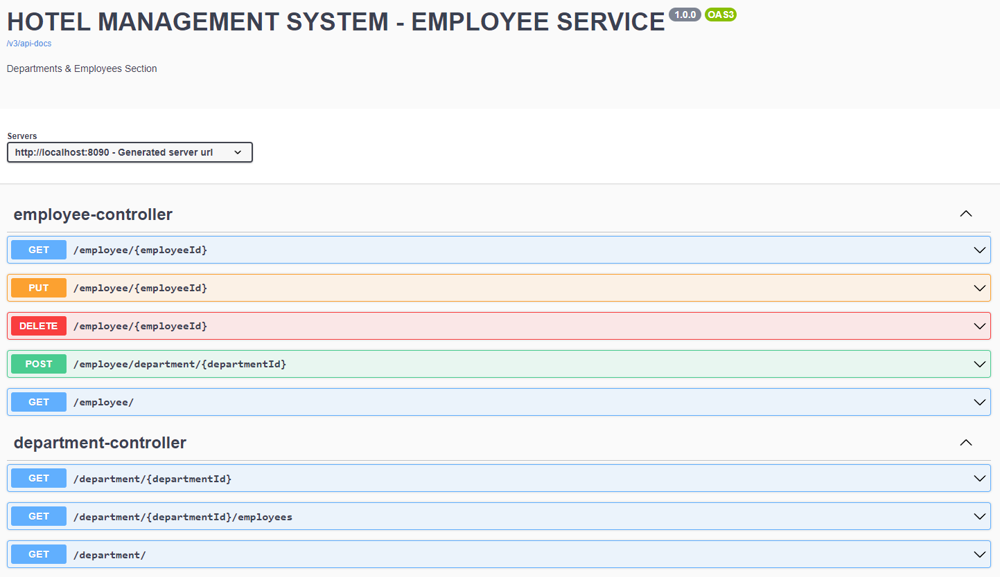 HOTEL MANAGEMENT SYSTEM - EMPLOYEE SERVICE 1.0.0 OAS3
/v3/api-docs
Departments & Employees Section
Servers
http://localhost:8090 - Generated server url
employee-controller
GET /employee/{employeeId}
PUT /employee/{employeeId}
DELETE /employee/{employeeId}
POST /employee/department/{departmentId}
GET /employee/
department-controller
GET /department/{departmentId}
GET /department/{departmentId}/employees
GET /department/